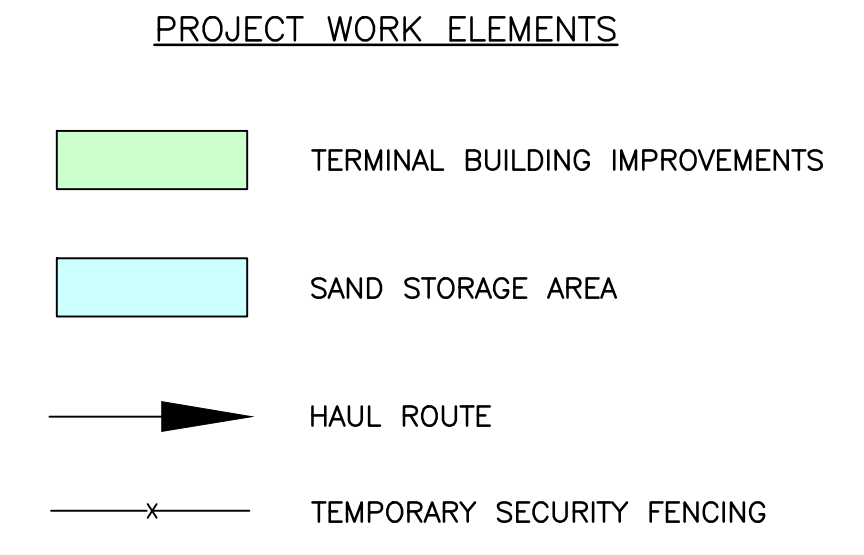 PROJECT WORK ELEMENTS
TERMINAL BUILDING IMPROVEMENTS
SAND STORAGE AREA
HAUL ROUTE
TEMPORARY SECURITY FENCING